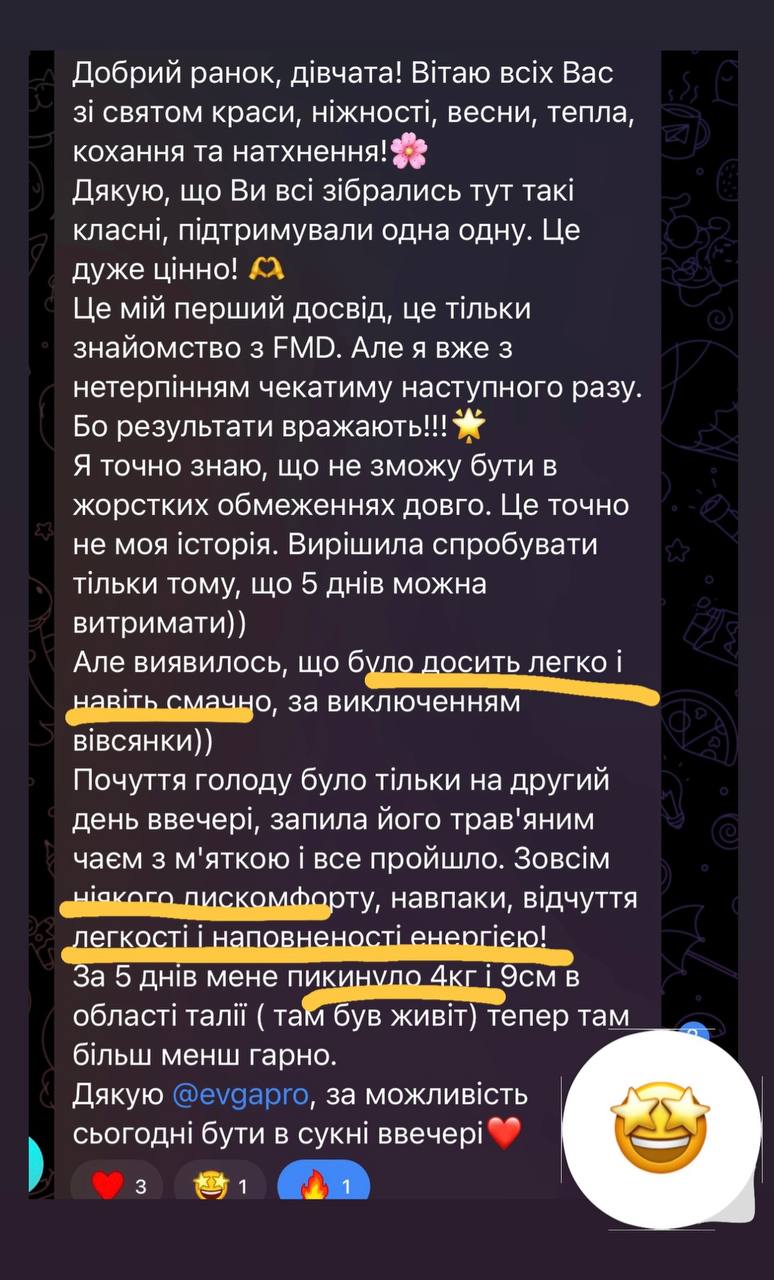 Добрий ранок, дівчата! Вітаю всіх Вас
зі святом краси, ніжності, весни, тепла,
кохання та натхнення!🌸
Дякую, що Ви всі зібрались тут такі
класні, підтримували одна одну. Це
дуже цінно! 🫶
Це мій перший досвід, це тільки
знайомство з FMD. Але я вже з
нетерпінням чекатиму наступного разу.
Бо результати вражають!!!🌟
Я точно знаю, що не зможу бути в
жорстких обмеженнях довго. Це точно
не моя історія. Вирішила спробувати
тільки тому, що 5 днів можна
витримати))
Але виявилось, що було досить легко і
навіть смачно, за виключенням
вівсянки))
Почуття голоду було тільки на другий
день ввечері, запила його трав'яним
чаєм з м'яткою і все пройшло. Зовсім
ніякого дискомфорту, навпаки, відчуття
легкості і наповненості енергією!
За 5 днів мене пикинуло 4кг і 9см в
області талії ( там був живіт) тепер там
більш менш гарно.
Дякую @evgapro, за можливість
сьогодні бути в сукні ввечері❤️
❤️ 3 🤩 1 🔥 1